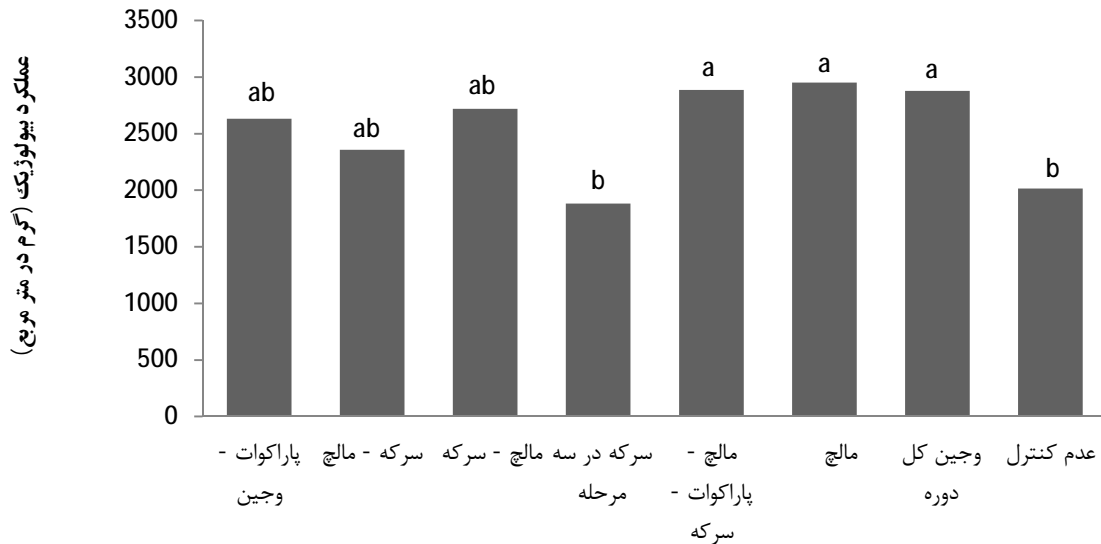 عملکرد بیولوژیک (گرم در متر مربع)
3500
3000
2500
2000
1500
1000
500
0
ab
ab
ab
b
a
a
a
b
پاراکوات -
وجین
سرکه - مالچ
مالچ - سرکه
سرکه در سه
مرحله
مالچ -
پاراکوات -
سرکه
مالچ
وجین کل
دوره
عدم کنترل